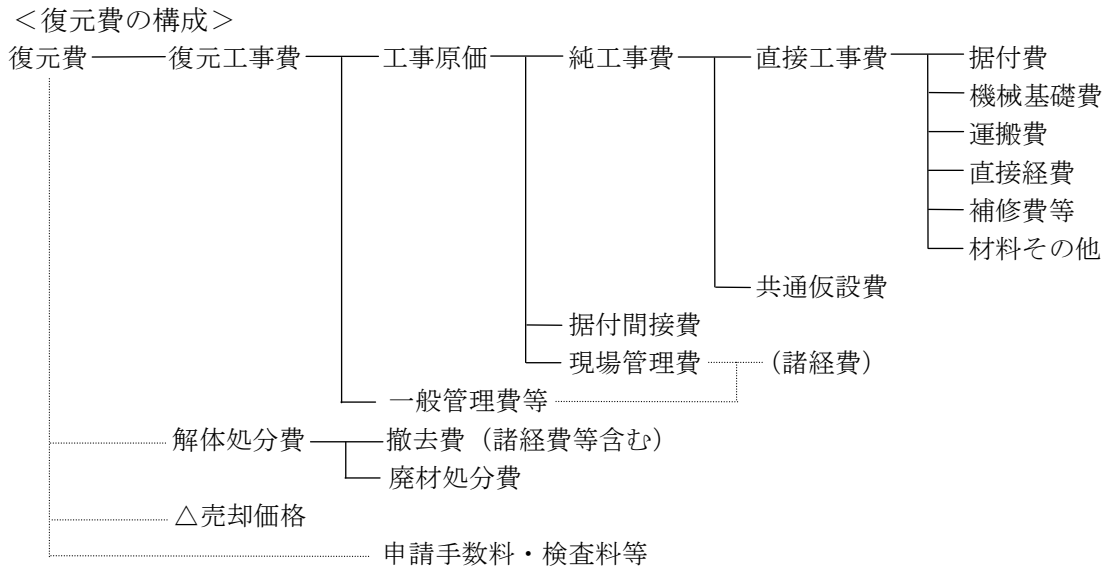 ＜復元費の構成＞
復元費 復元工事費 工事原価 純工事費 直接工事費 据付費
機械基礎費
運搬費
直接経費
補修費等
材料その他
共通仮設費
据付間接費
現場管理費 （諸経費）
一般管理費等
解体処分費 撤去費（諸経費等含む）
廃材処分費
△売却価格
申請手数料・検査料等